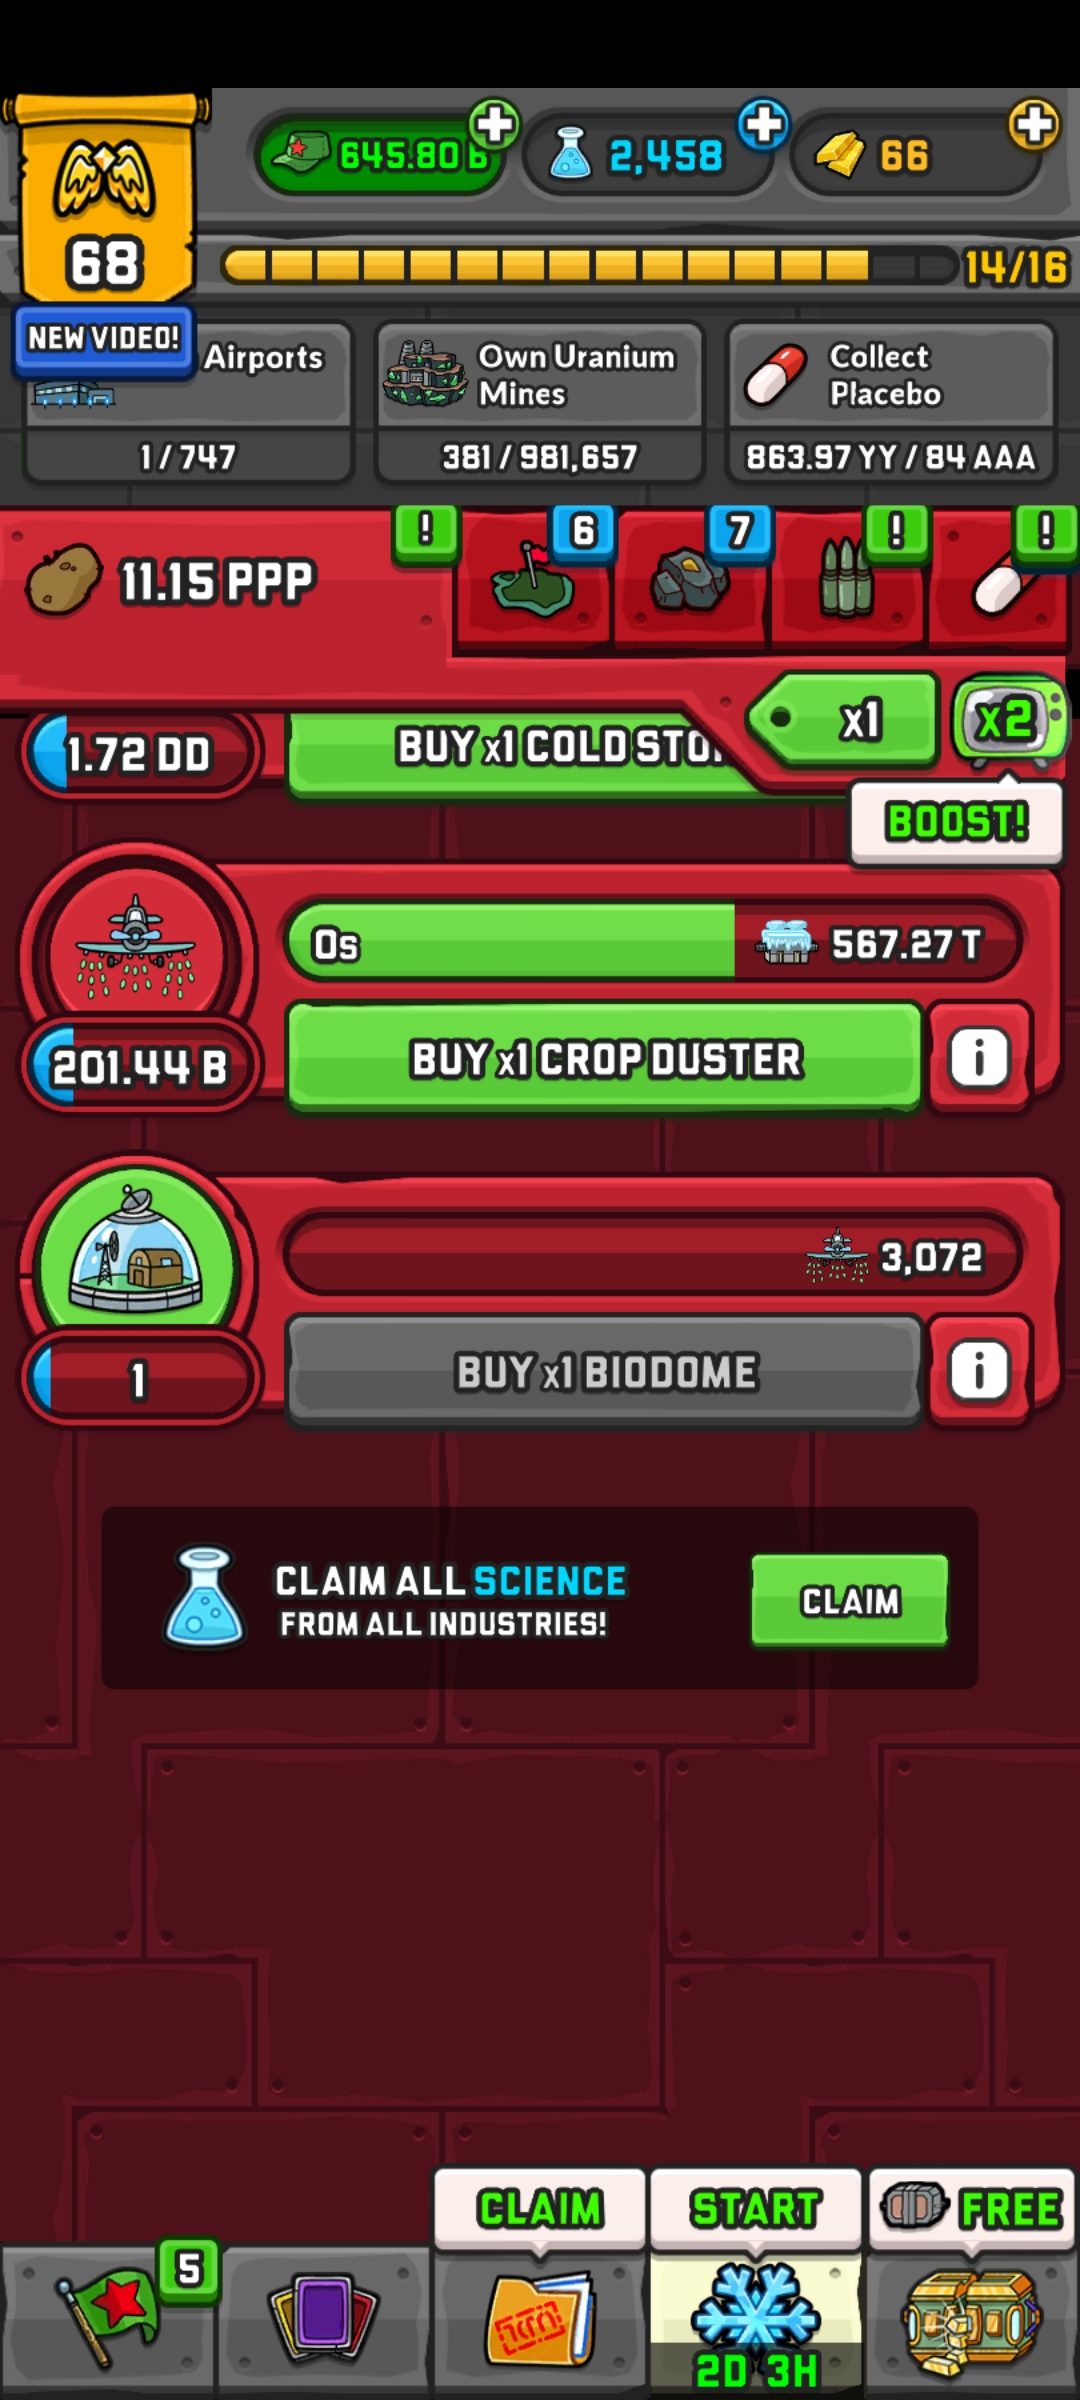 645.80 B
2,458
66
68
14/16
NEW VIDEO!
Airports
1 / 747
Own Uranium
Mines
381 / 981,657
Collect
Placebo
863.97 YY / 84 AAA
11.15 PPP
!
6
7
!
!
x1
x2
BOOST!
1.72 DD
BUY x1 COLD STO
0s
567.27 T
201.44 B
BUY x1 CROP DUSTER
i
3,072
1
BUY x1 BIODOME
i
CLAIM ALL SCIENCE
FROM ALL INDUSTRIES!
CLAIM
CLAIM
START
FREE
5
2D 3H